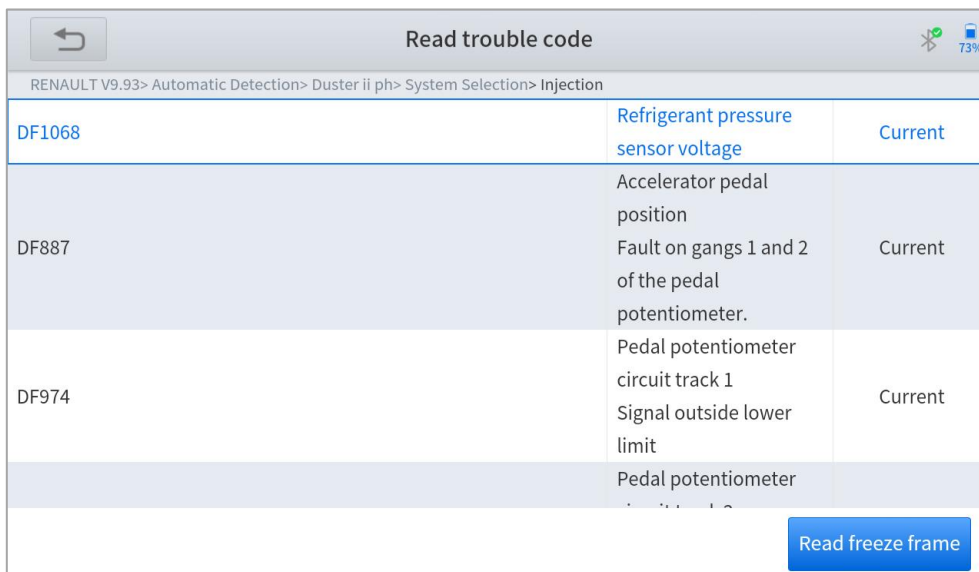 Read trouble code
73%
RENAULT V9.93> Automatic Detection> Duster ii ph> System Selection> Injection
DF1068
Refrigerant pressure
sensor voltage
Current
DF887
Accelerator pedal
position
Fault on gangs 1 and 2
of the pedal
potentiometer.
Current
DF974
Pedal potentiometer
circuit track 1
Signal outside lower
limit
Current
Pedal potentiometer
Read freeze frame